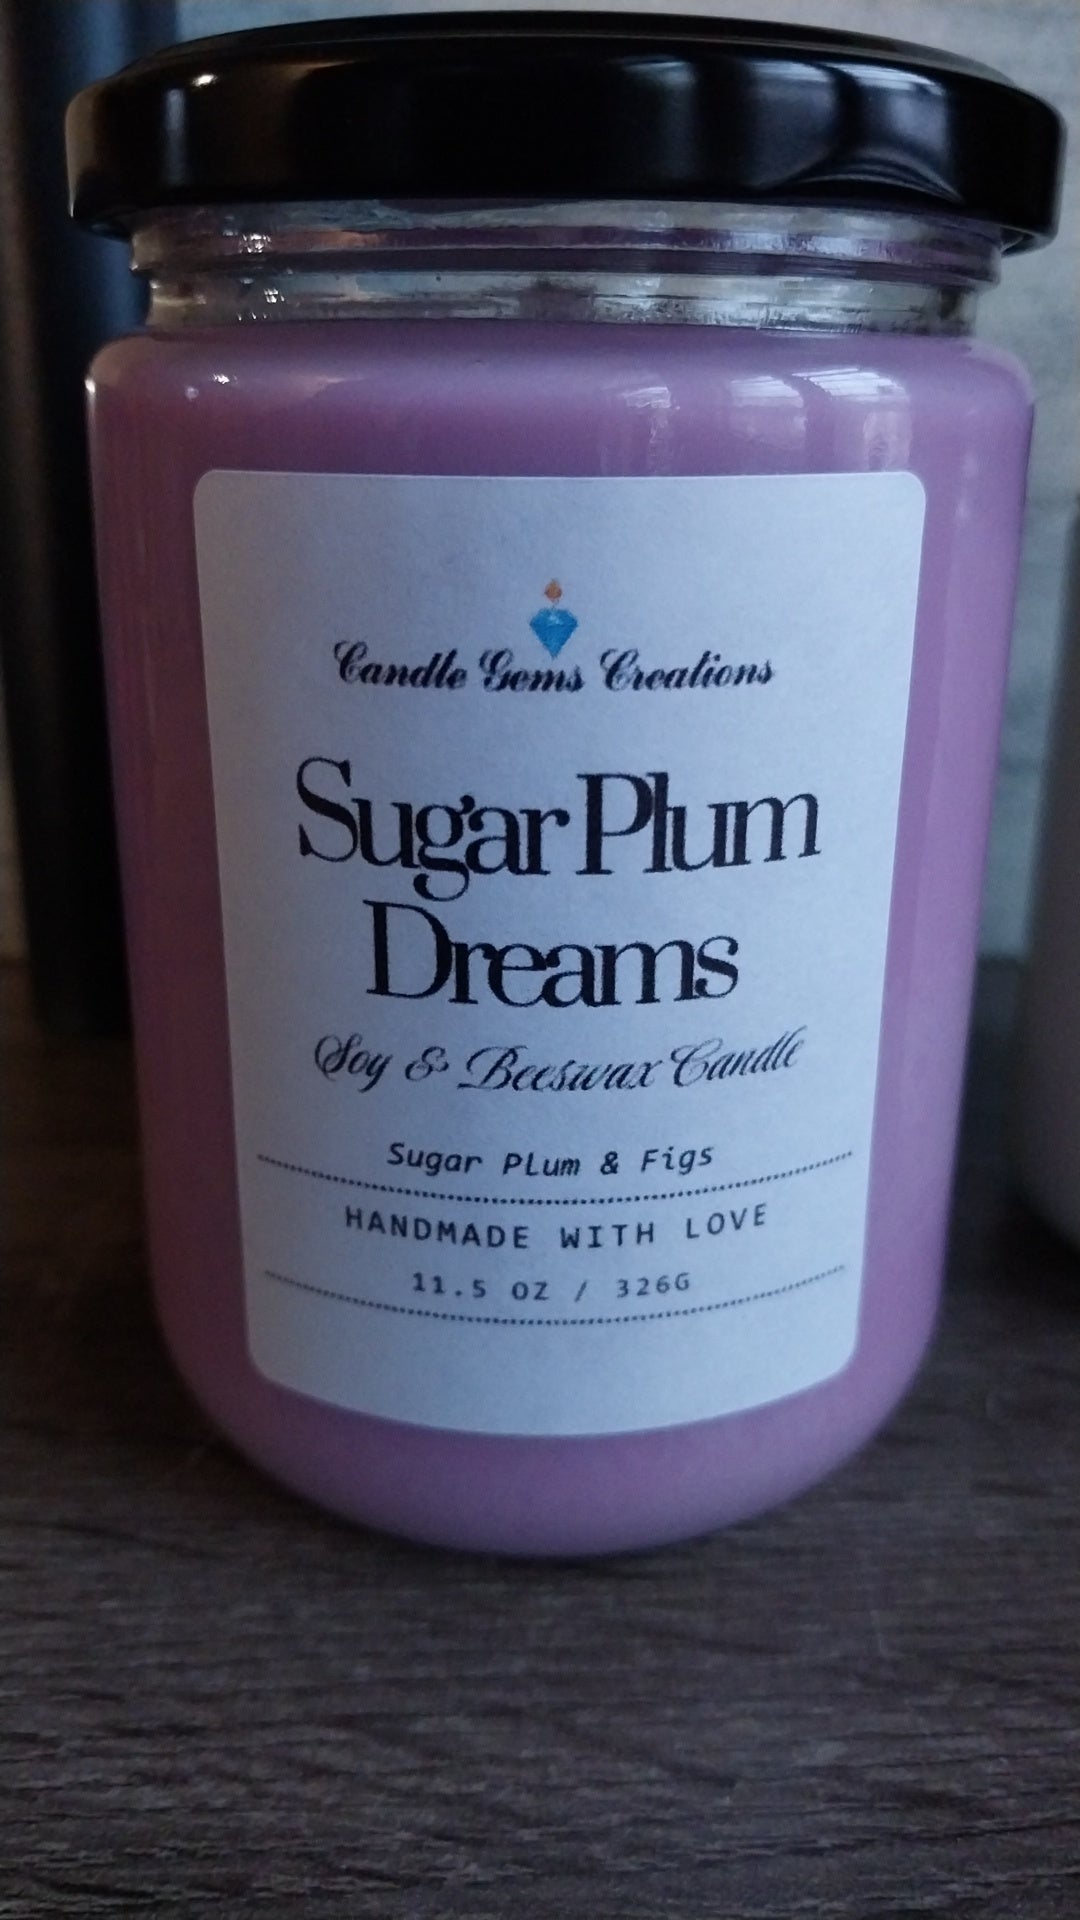 Candle Gems Creations
Sugar Plum
Dreams
Soy & Beeswax Candle
Sugar Plum & Figs
HANDMADE WITH LOVE
11.5 OZ / 326G